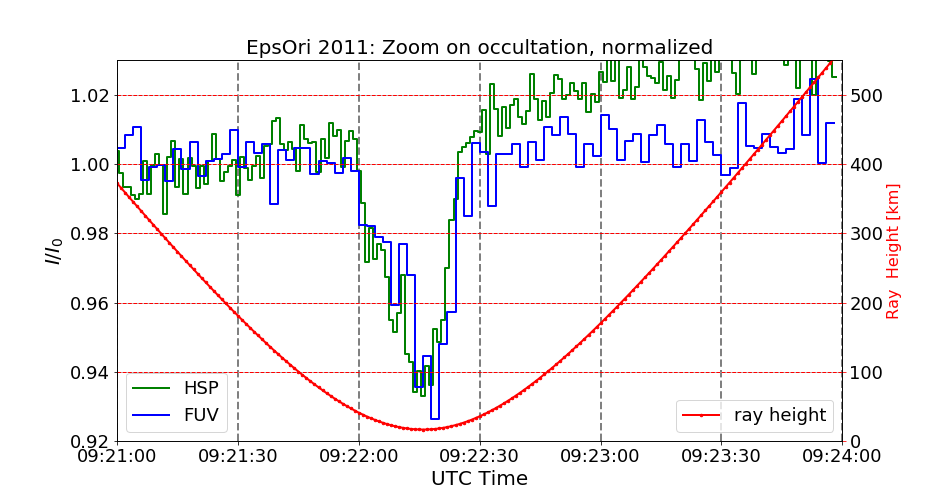 EpsOri 2011: Zoom on occultation, normalized
1.02
1.00
0.98
0.96
0.94
0.92
I/I₀
500
400
300
200
100
0
Ray Height [km]
HSP
FUV
ray height
09:21:00 09:21:30 09:22:00 09:22:30 09:23:00 09:23:30 09:24:00
UTC Time